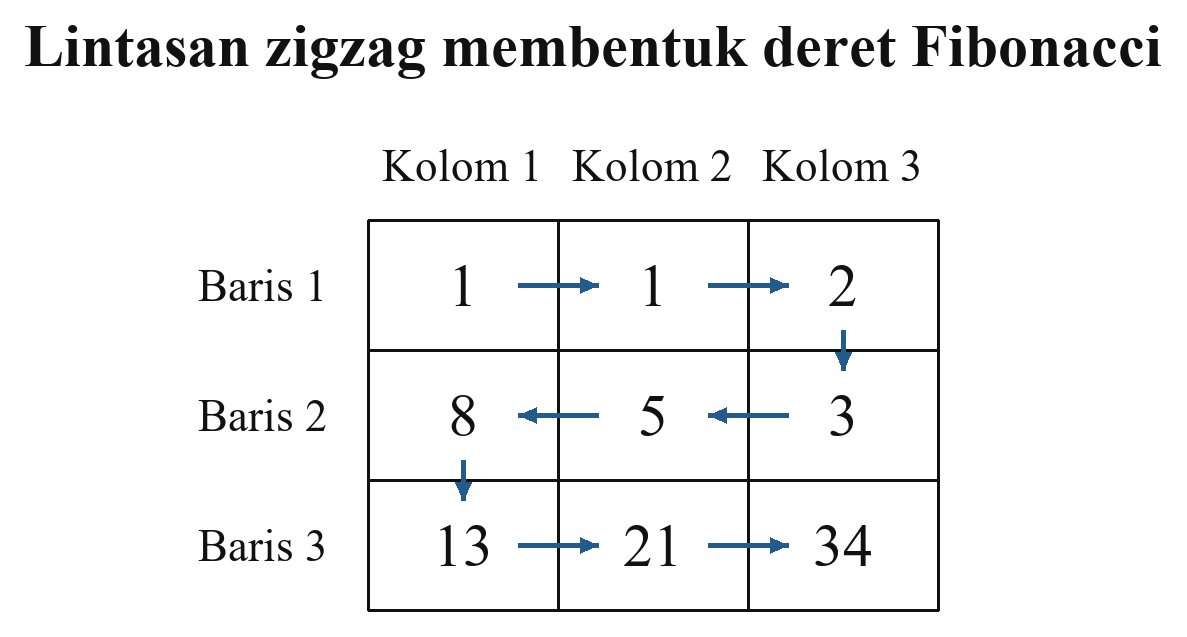 Lintasan zigzag membentuk deret Fibonacci
Kolom 1 Kolom 2 Kolom 3
Baris 1 1 1 2
Baris 2 8 5 3
Baris 3 13 21 34